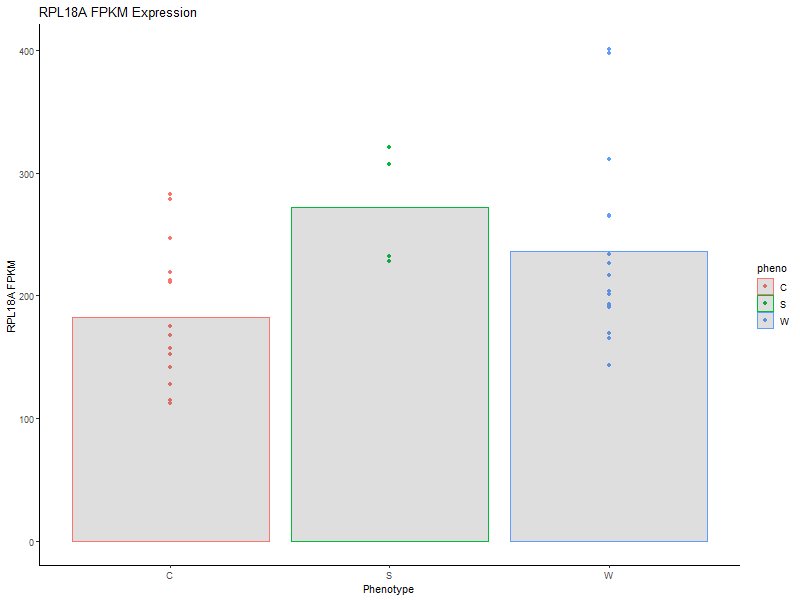 RPL18A FPKM Expression
RPL18A FPKM
400
300
200
100
0
C
S
W
Phenotype
pheno
C
S
W